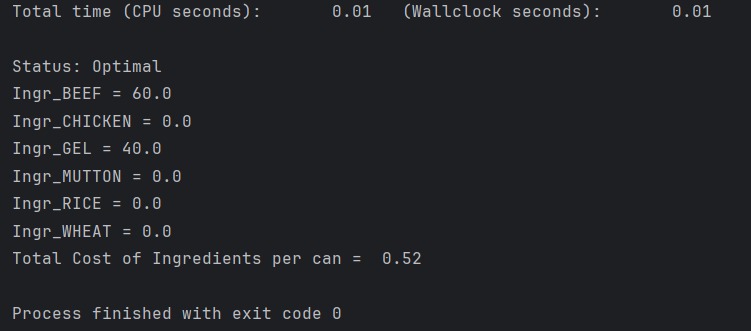 Total time (CPU seconds):       0.01   (Wallclock seconds):       0.01
Status: Optimal
Ingr_BEEF = 60.0
Ingr_CHICKEN = 0.0
Ingr_GEL = 40.0
Ingr_MUTTON = 0.0
Ingr_RICE = 0.0
Ingr_WHEAT = 0.0
Total Cost of Ingredients per can =  0.52
Process finished with exit code 0